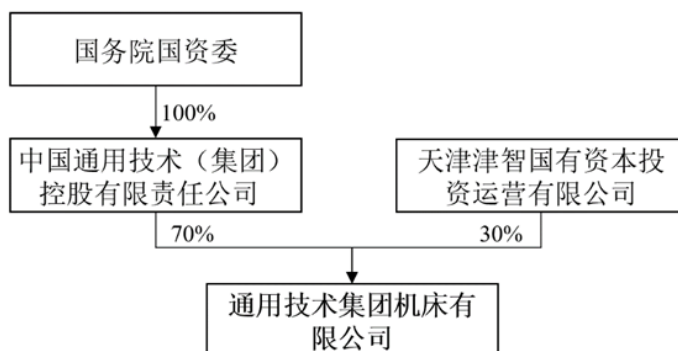 国务院国资委
100%
中国通用技术（集团）
控股有限责任公司
天津津智国有资本投
资运营有限公司
70%
30%
通用技术集团机床有
限公司